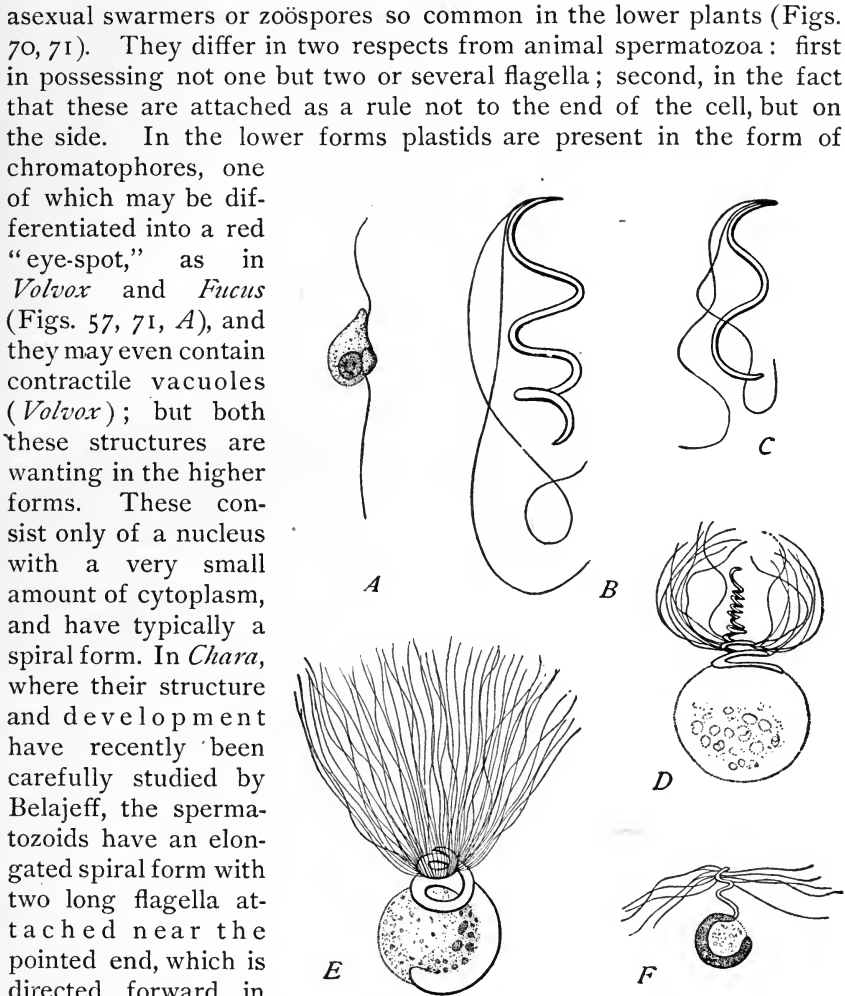 asexual swarmers or zoöspores so common in the lower plants (Figs.
70, 71). They differ in two respects from animal spermatozoa: first
in possessing not one but two or several flagella; second, in the fact
that these are attached as a rule not to the end of the cell, but on
the side. In the lower forms plastids are present in the form of
chromatophores, one
of which may be dif-
ferentiated into a red
“eye-spot,” as in
Volvox and Fucus
(Figs. 57, 71, A), and
they may even contain
contractile vacuoles
(Volvox); but both
these structures are
wanting in the higher
forms. These con-
sist only of a nucleus
with a very small
amount of cytoplasm,
and have typically a
spiral form. In Chara,
where their structure
and development
have recently been
carefully studied by
Belajeff, the sperma-
tozoids have an elon-
gated spiral form with
two long flagella at-
tached near the
pointed end, which is
directed forward in
A
B
C
D
E
F